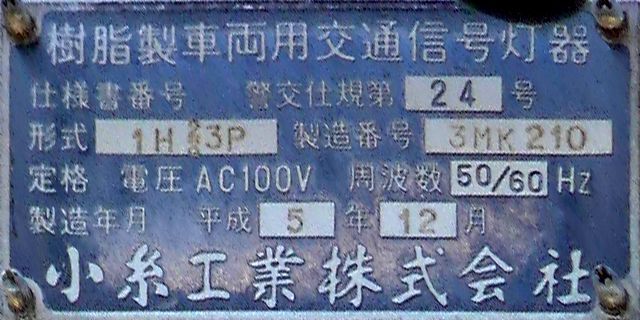 樹脂製車両用交通信号灯器
仕様書番号 警交仕規第 24 号
形式 1H33P 製造番号 3MK210
定格 電圧 AC100V 周波数 50/60 Hz
製造年月 平成 5 年 12 月
小糸工業株式会社